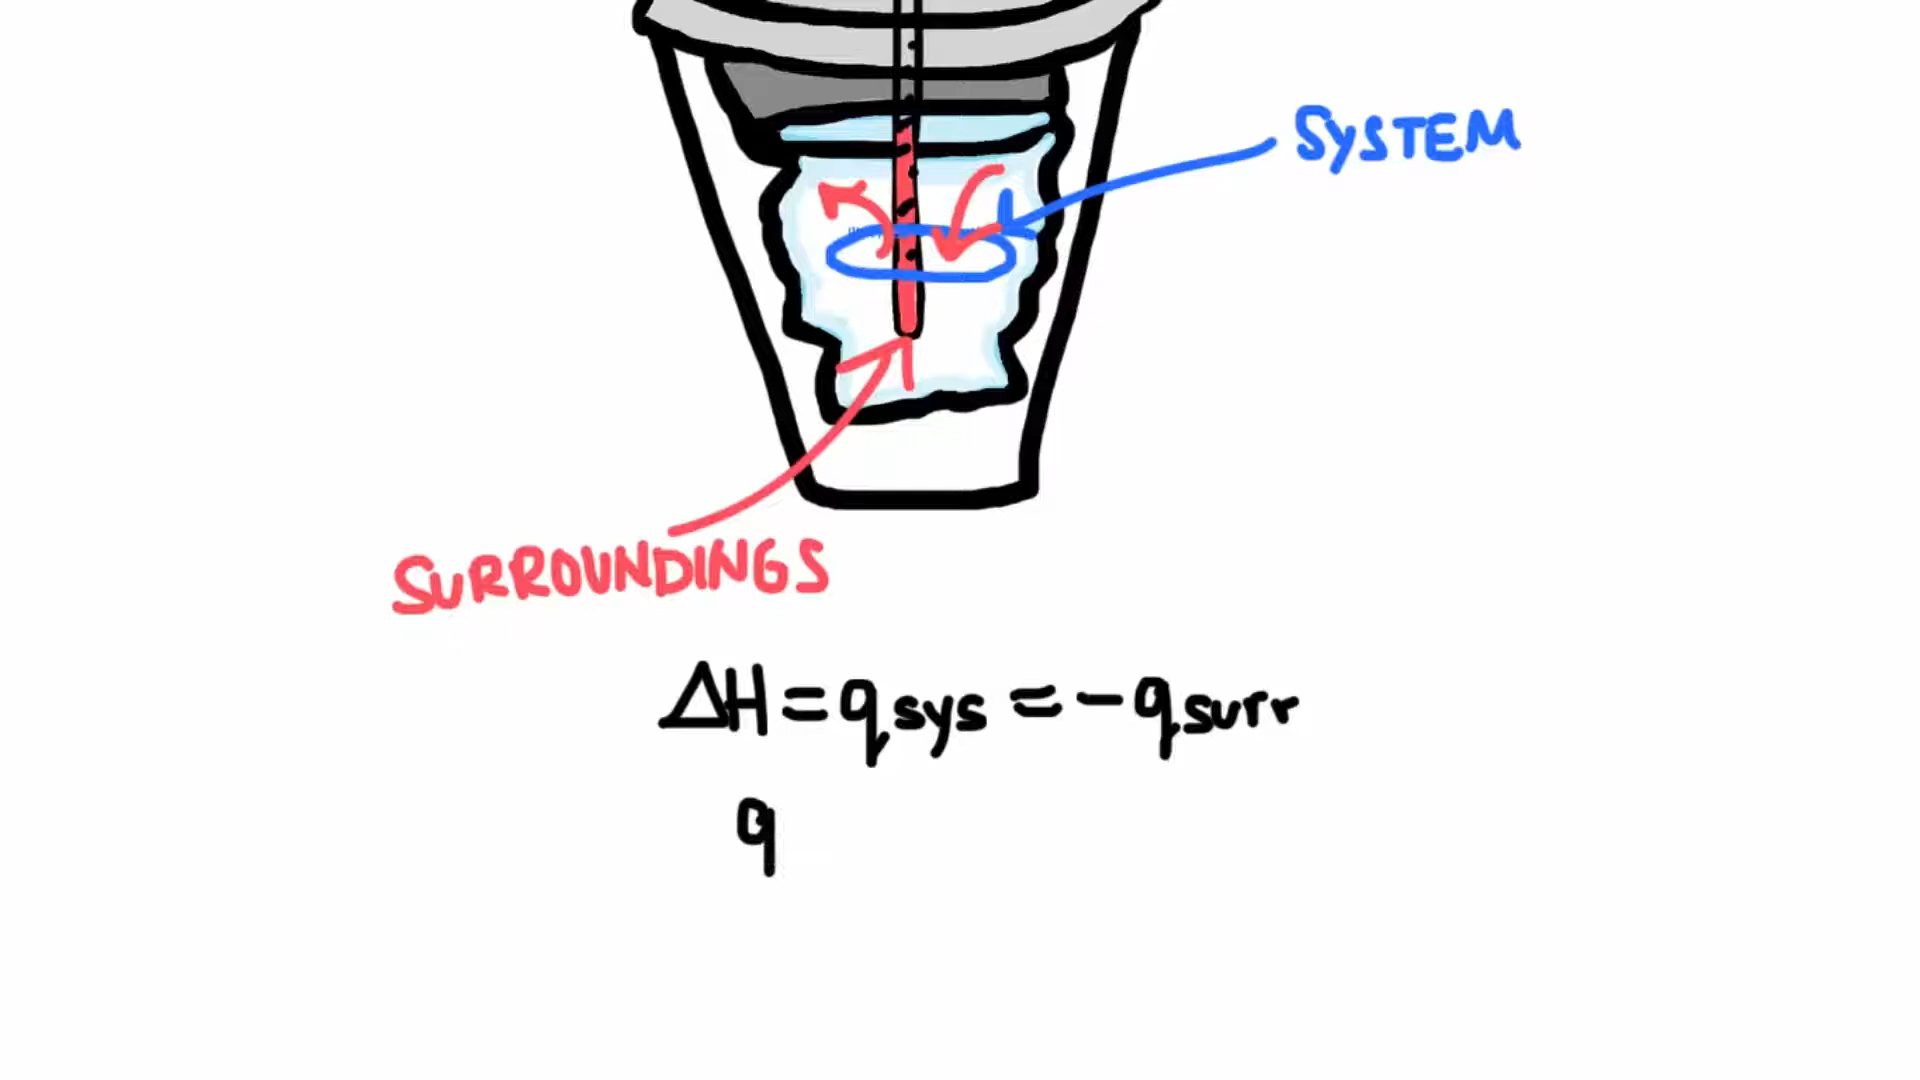 SYSTEM
SURROUNDINGS
ΔH = qsys = -qsurr
q